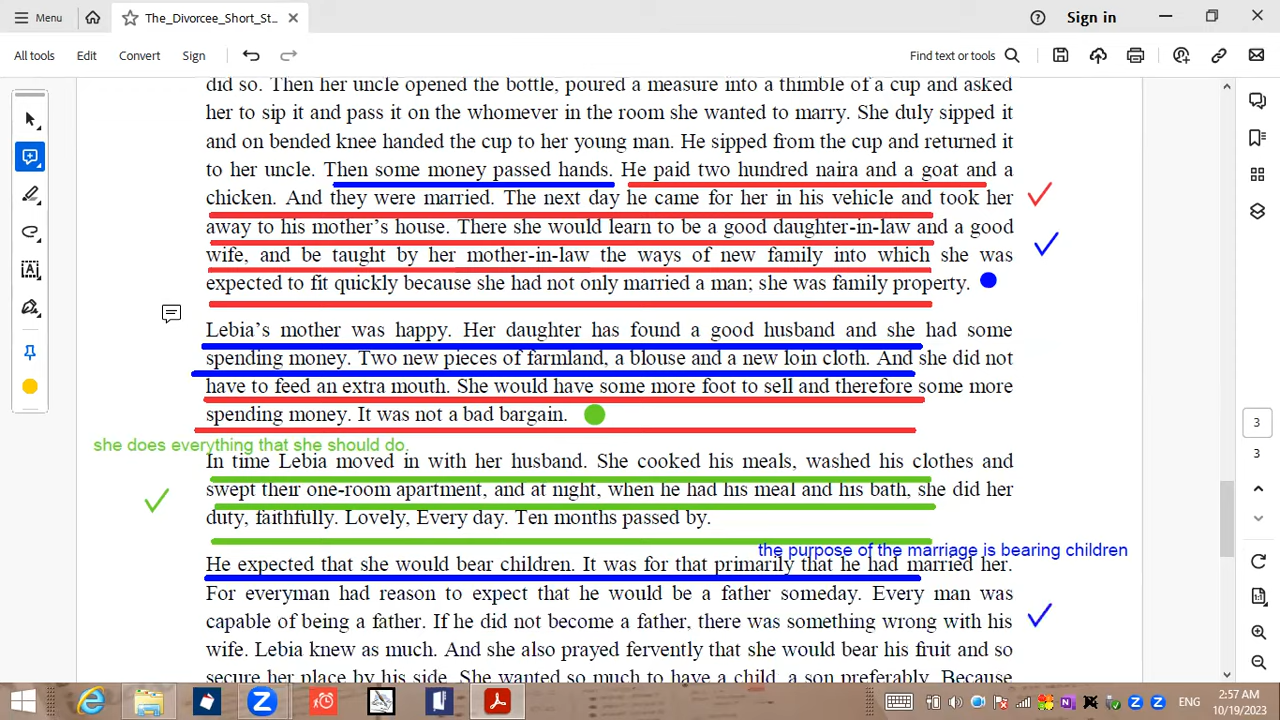 Menu
The_Divorcee_Short_St...
Sign in
All tools Edit Convert Sign
Find text or tools
did so. Then her uncle opened the bottle, poured a measure into a thimble of a cup and asked
her to sip it and pass it on the whomever in the room she wanted to marry. She duly sipped it
and on bended knee handed the cup to her young man. He sipped from the cup and returned it
to her uncle. Then some money passed hands. He paid two hundred naira and a goat and a
chicken. And they were married. The next day he came for her in his vehicle and took her
away to his mother’s house. There she would learn to be a good daughter-in-law and a good
wife, and be taught by her mother-in-law the ways of new family into which she was
expected to fit quickly because she had not only married a man; she was family property.
Lebia’s mother was happy. Her daughter has found a good husband and she had some
spending money. Two new pieces of farmland, a blouse and a new loin cloth. And she did not
have to feed an extra mouth. She would have some more foot to sell and therefore some more
spending money. It was not a bad bargain.
she does everything that she should do.
In time Lebia moved in with her husband. She cooked his meals, washed his clothes and
swept their one-room apartment, and at night, when he had his meal and his bath, she did her
duty, faithfully. Lovely, Every day. Ten months passed by.
the purpose of the marriage is bearing children
He expected that she would bear children. It was for that primarily that he had married her.
For everyman had reason to expect that he would be a father someday. Every man was
capable of being a father. If he did not become a father, there was something wrong with his
wife. Lebia knew as much. And she also prayed fervently that she would bear his fruit and so
secure her place by his side. She wanted so much to have a child, a son preferably. Because
3
3
ENG
2:57 AM
10/19/2023